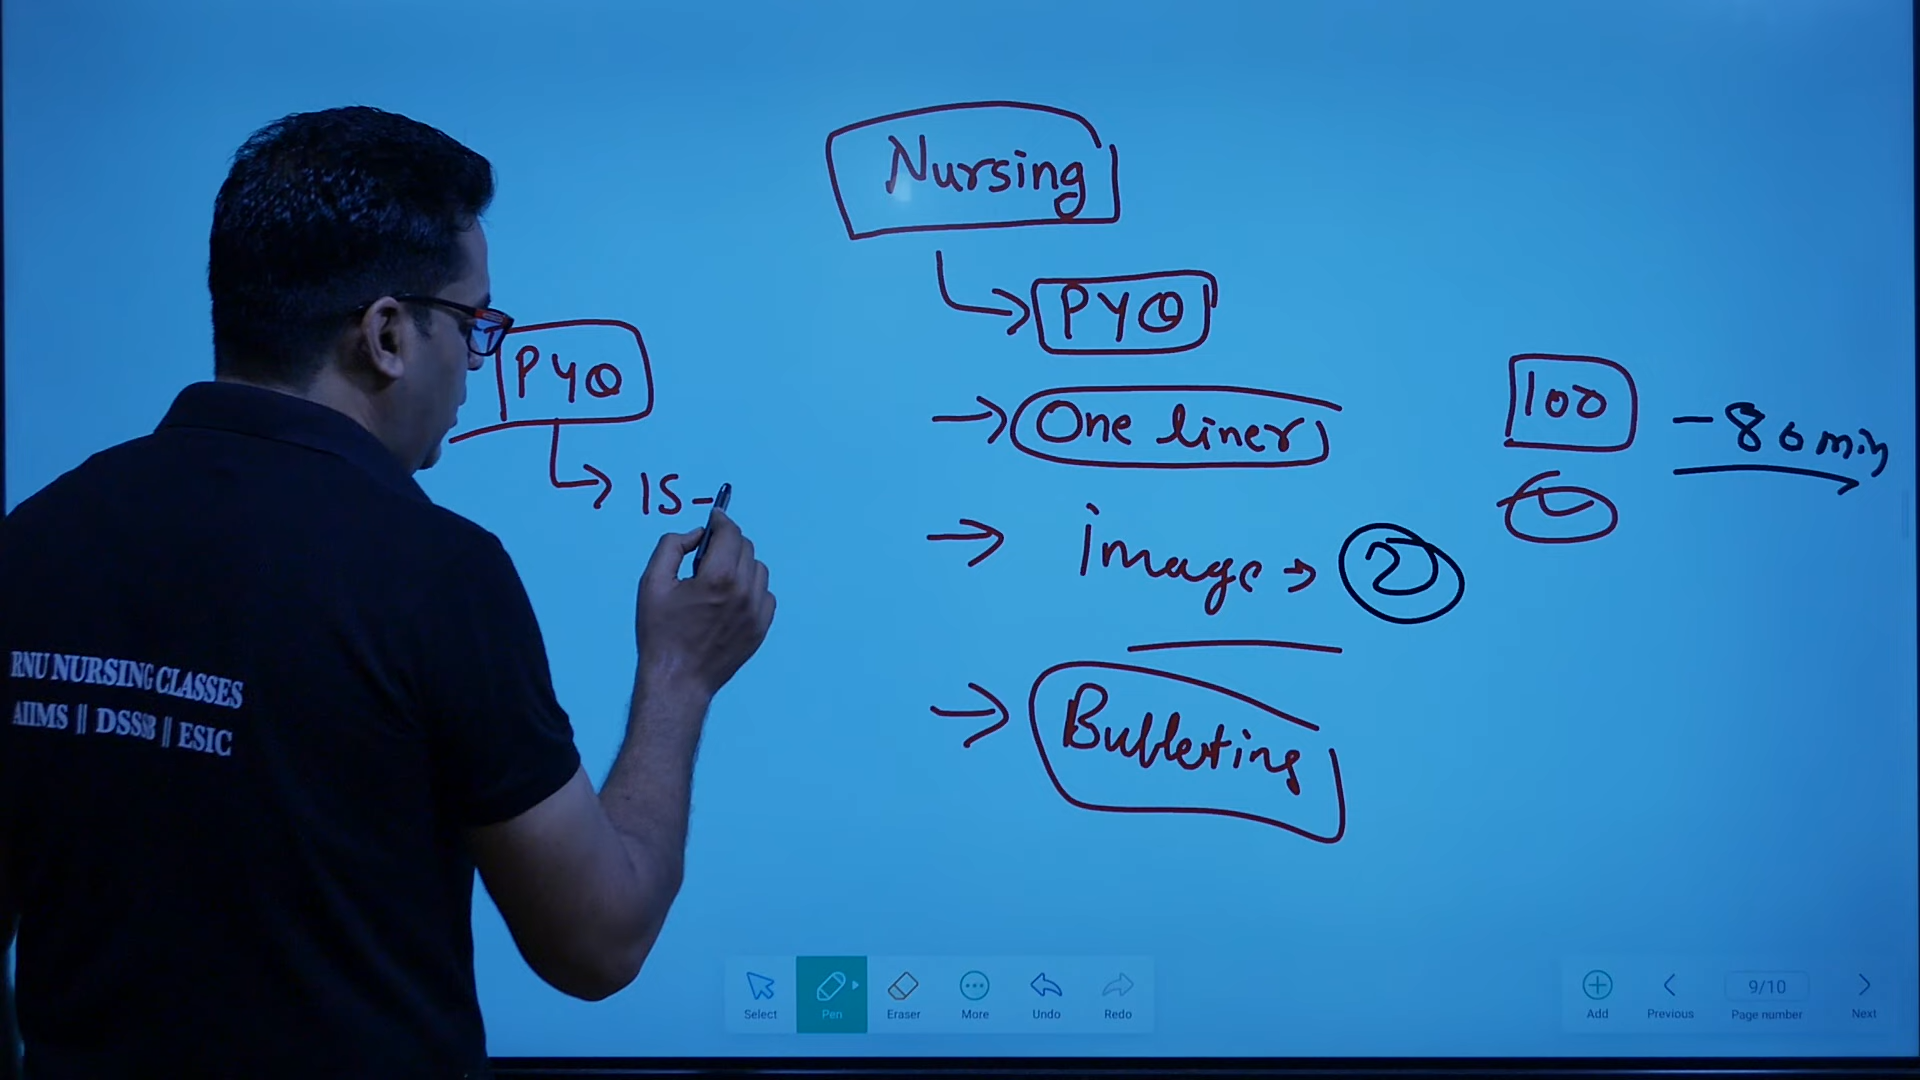 Nursing
PYQ
One liner
image → 2
Bubbleting
100 - 80 min
PYQ
15 -
RNU NURSING CLASSES
AIIMS || DSSSB || ESIC
Select
Pen
Eraser
More
Undo
Redo
Add
Previous
9/10
Page number
Next